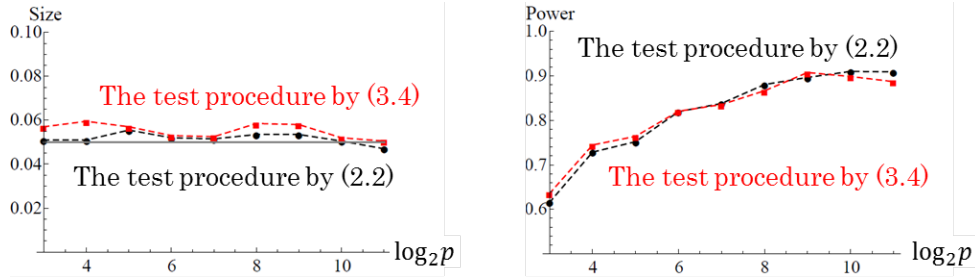 Size
0.10
0.08
0.06
0.04
0.02
The test procedure by (3.4)
The test procedure by (2.2)
4
6
8
10
log₂p
Power
1.0
0.9
0.8
0.7
0.6
The test procedure by (2.2)
The test procedure by (3.4)
4
6
8
10
log₂p